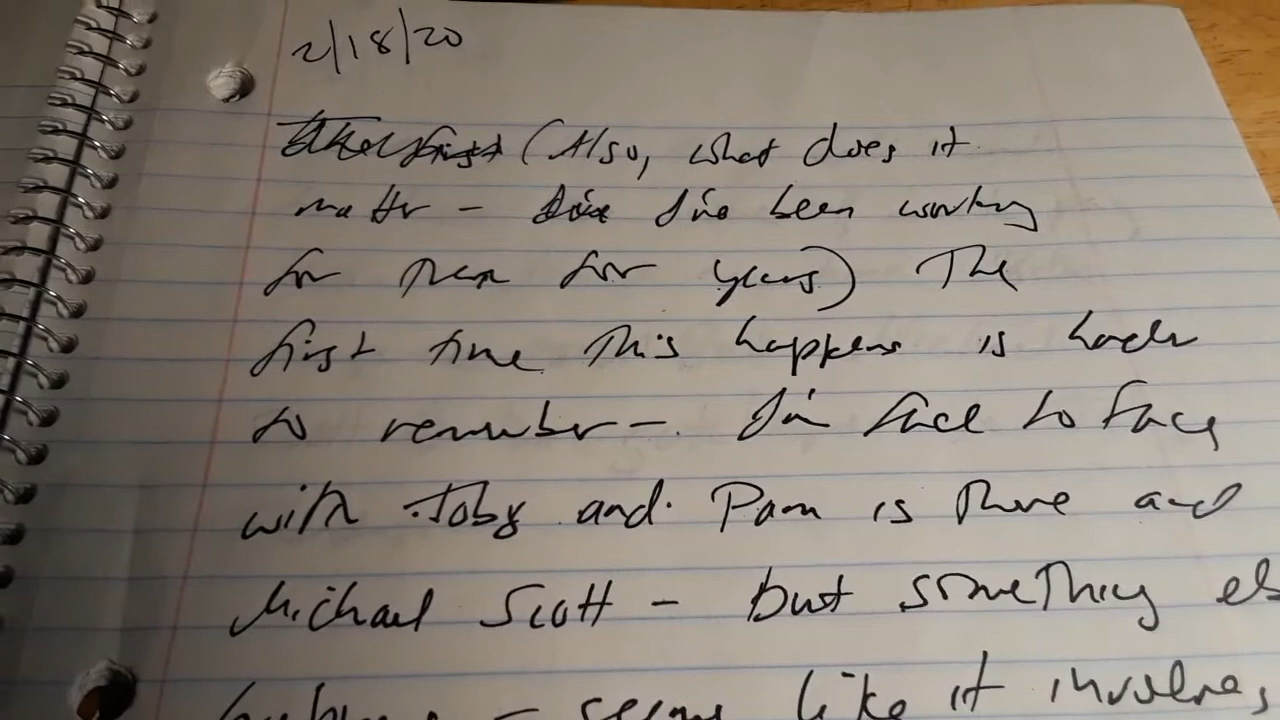 2/18/20
(Also, what does it
matter - I've been working
for them for years) The
first time this happens is harder
to remember -. I'm face to face
with Toby and Pam is there and
Michael Scott - but something els
- seems like it involves,